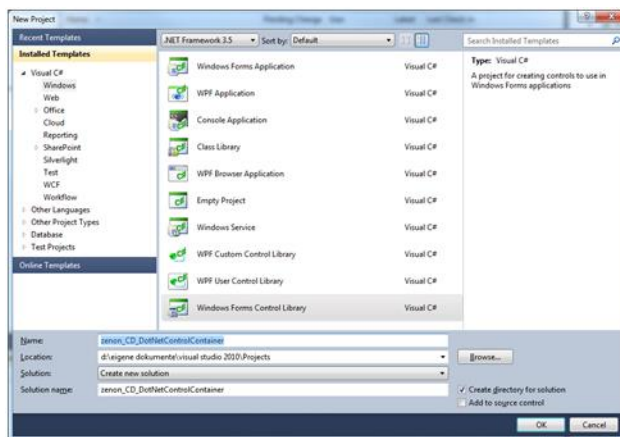 New Project
Recent Templates
Installed Templates
Visual C#
Windows
Web
Office
Cloud
Reporting
SharePoint
Silverlight
Test
WCF
Workflow
Other Languages
Other Project Types
Database
Test Projects
Online Templates
.NET Framework 3.5 Sort by: Default
Windows Forms Application Visual C#
WPF Application Visual C#
Console Application Visual C#
Class Library Visual C#
WPF Browser Application Visual C#
Empty Project Visual C#
Windows Service Visual C#
WPF Custom Control Library Visual C#
WPF User Control Library Visual C#
Windows Forms Control Library Visual C#
Search Installed Templates
Type: Visual C#
A project for creating controls to use in
Windows Forms applications
Name: zenon_CD_DotNetControlContainer
Location: d:\eigene dokumente\visual studio 2010\Projects Browse...
Solution: Create new solution
Solution name: zenon_CD_DotNetControlContainer
Create directory for solution
Add to source control
OK Cancel